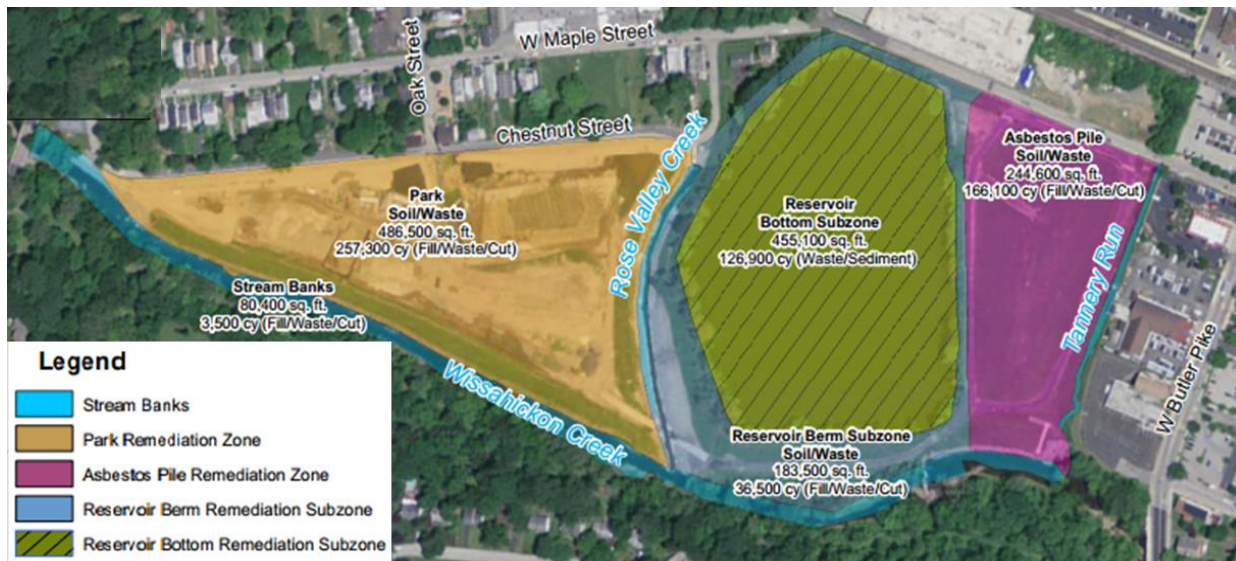 W Maple Street
Oak Street
Chestnut Street
Rose Valley Creek
Asbestos Pile
Soil/Waste
244,600 sq. ft.
166,100 cy (Fill/Waste/Cut)
Park
Soil/Waste
486,500 sq. ft.
257,300 cy (Fill/Waste/Cut)
Reservoir
Bottom Subzone
455,100 sq. ft.
126,900 cy (Waste/Sediment)
Tannery Run
Stream Banks
80,400 sq. ft.
3,500 cy (Fill/Waste/Cut)
W Butler Pike
Wissahickon Creek
Reservoir Berm Subzone
Soil/Waste
183,500 sq. ft.
36,500 cy (Fill/Waste/Cut)
Legend
Stream Banks
Park Remediation Zone
Asbestos Pile Remediation Zone
Reservoir Berm Remediation Subzone
Reservoir Bottom Remediation Subzone